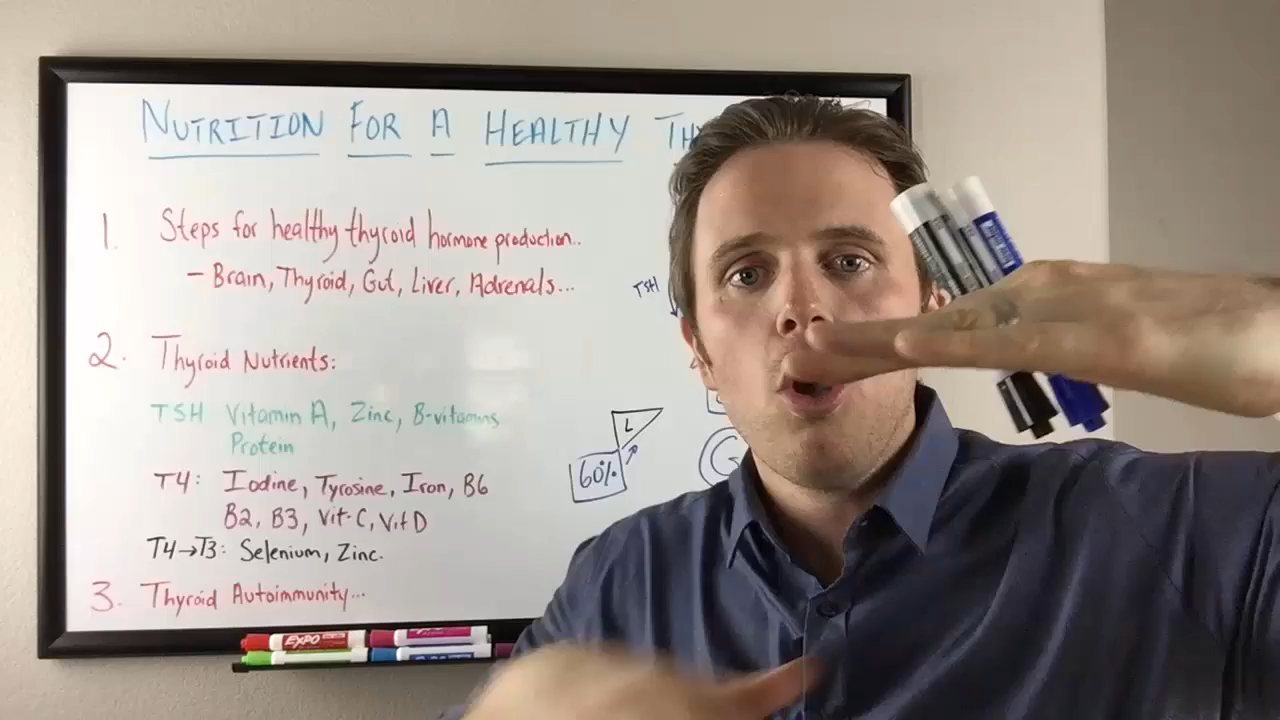 NUTRITION FOR A HEALTHY TH
1. Steps for healthy thyroid hormone production..
- Brain, Thyroid, Gut, Liver, Adrenals...
TSH
2. Thyroid Nutrients:
TSH Vitamin A, Zinc, B-vitamins
Protein
L
60%
G
T4: Iodine, Tyrosine, Iron, B6
B2, B3, Vit-C, Vit D
T4→T3: Selenium, Zinc.
3. Thyroid Autoimmunity...
EXPO